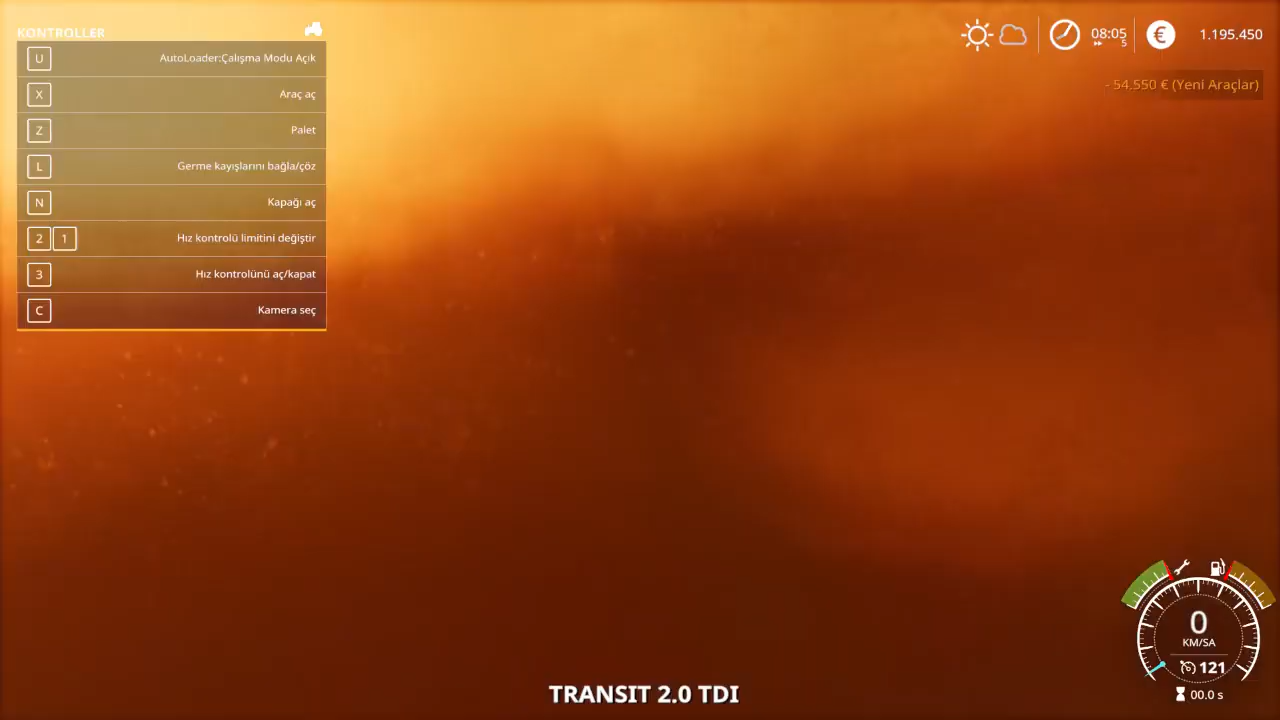 KONTROLLER
U AutoLoader:Çalışma Modu Açık
X Araç aç
Z Palet
L Germe kayışlarını bağla/çöz
N Kapağı aç
2 1 Hız kontrolü limitini değiştir
3 Hız kontrolünü aç/kapat
C Kamera seç
08:05
5
€ 1.195.450
- 54.550 € (Yeni Araçlar)
0
KM/SA
121
00.0 s
TRANSIT 2.0 TDI